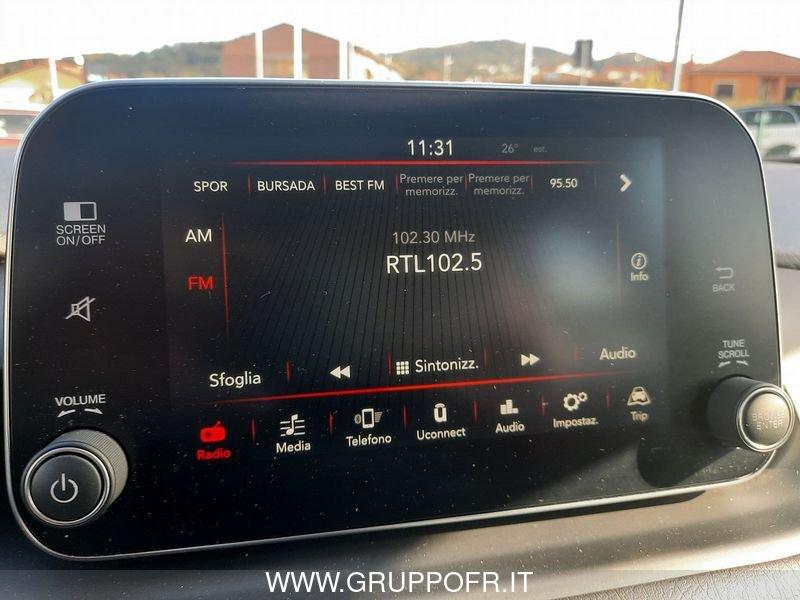 11:31 26° est.
SPOR BURSADA BEST FM Premere per memorizz. Premere per memorizz. 95.50
SCREEN
ON/OFF
AM
102.30 MHz
RTL102.5
FM
Info
BACK
TUNE
SCROLL
Sfoglia Sintonizz. Audio
VOLUME
Radio Media Telefono Uconnect Audio Impostaz. Trip
BROWSE
ENTER
WWW.GRUPPOFR.IT